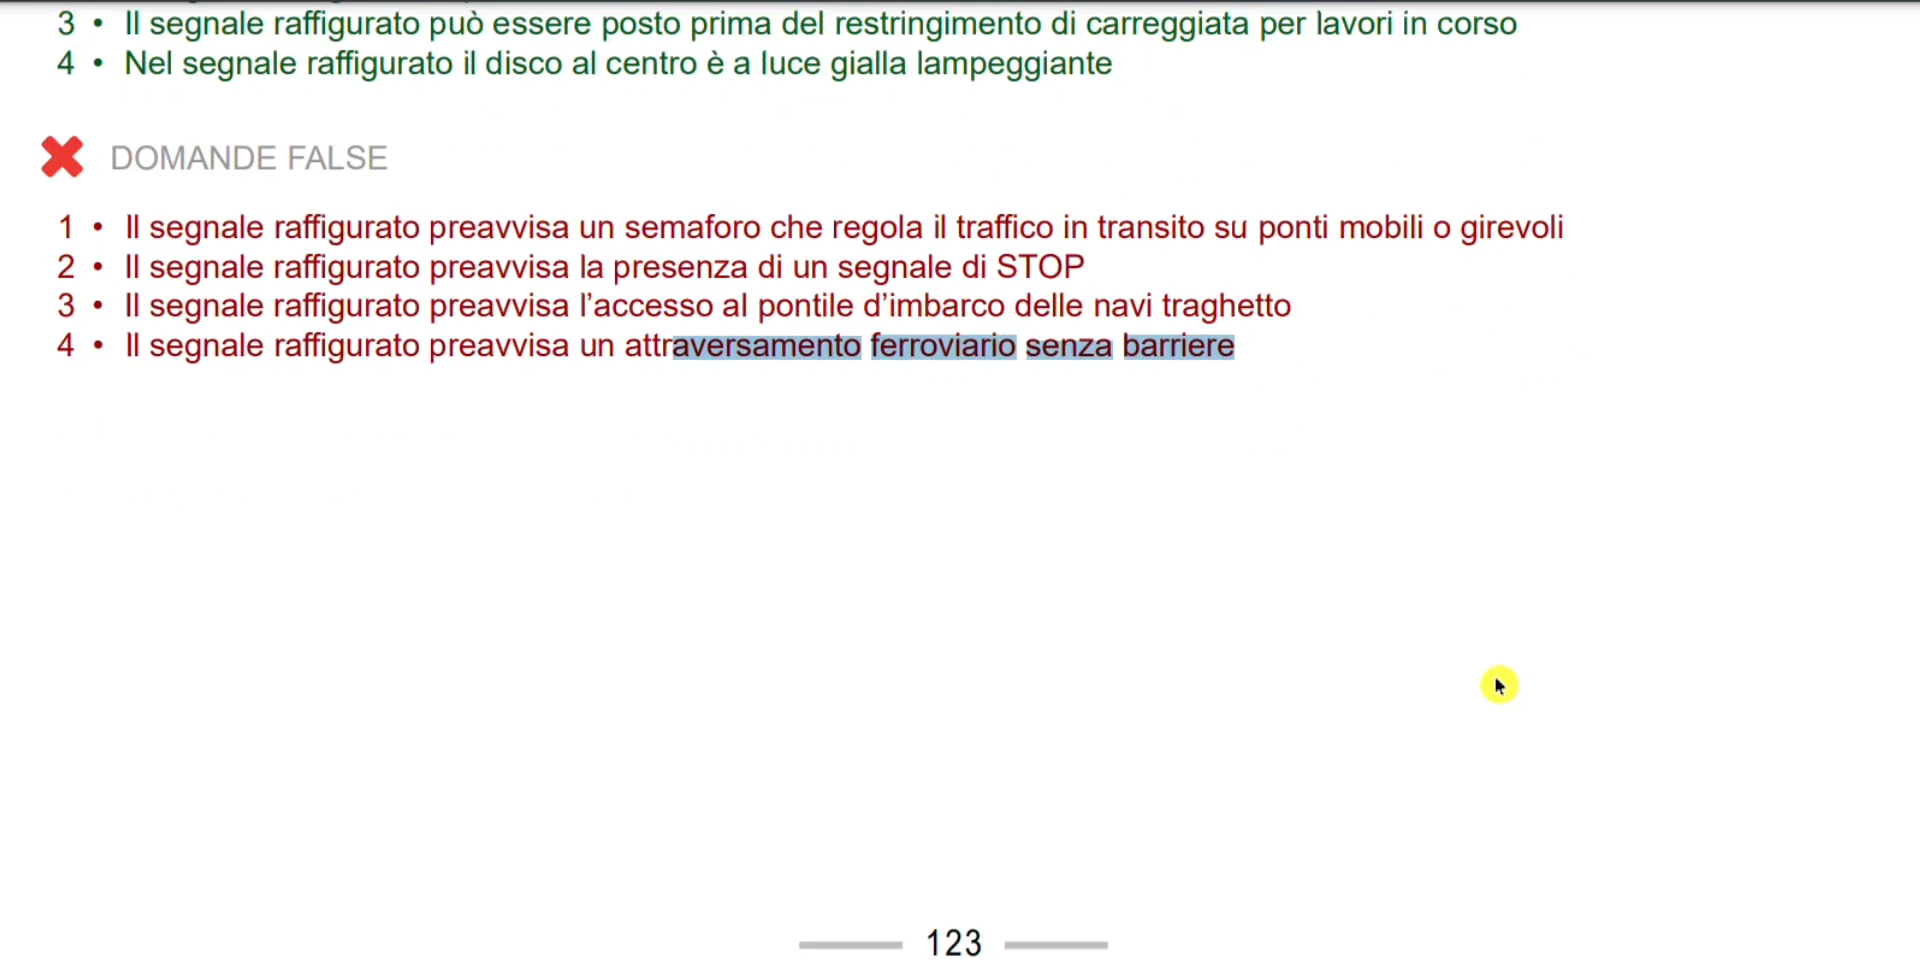 3 • Il segnale raffigurato può essere posto prima del restringimento di carreggiata per lavori in corso
4 • Nel segnale raffigurato il disco al centro è a luce gialla lampeggiante
DOMANDE FALSE
1 • Il segnale raffigurato preavvisa un semaforo che regola il traffico in transito su ponti mobili o girevoli
2 • Il segnale raffigurato preavvisa la presenza di un segnale di STOP
3 • Il segnale raffigurato preavvisa l’accesso al pontile d’imbarco delle navi traghetto
4 • Il segnale raffigurato preavvisa un attraversamento ferroviario senza barriere
123